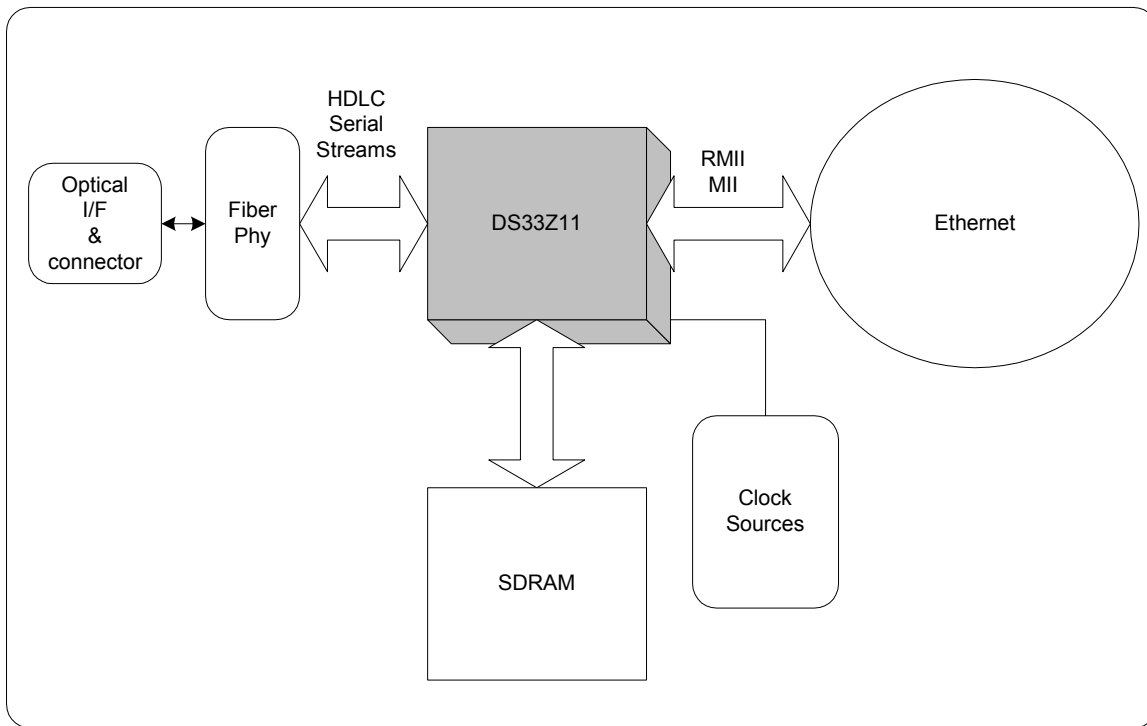 HDLC
Serial
Streams
Optical
I/F
&
connector
Fiber
Phy
DS33Z11
RMII
MII
Ethernet
SDRAM
Clock
Sources